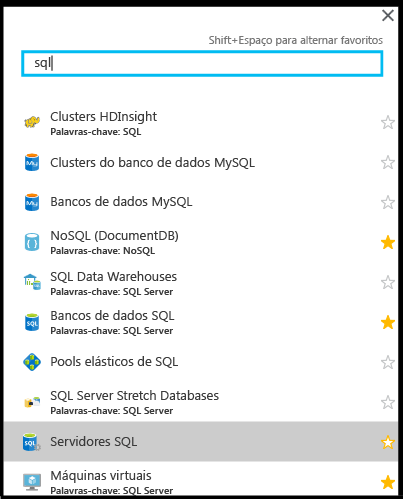 Shift+Espaço para alternar favoritos
sql
Clusters HDInsight
Palavras-chave: SQL
Clusters do banco de dados MySQL
Bancos de dados MySQL
NoSQL (DocumentDB)
Palavras-chave: NoSQL
SQL Data Warehouses
Palavras-chave: SQL Server
Bancos de dados SQL
Palavras-chave: SQL Server
Pools elásticos de SQL
SQL Server Stretch Databases
Palavras-chave: SQL Server
Servidores SQL
Máquinas virtuais
Palavras-chave: SQL Server